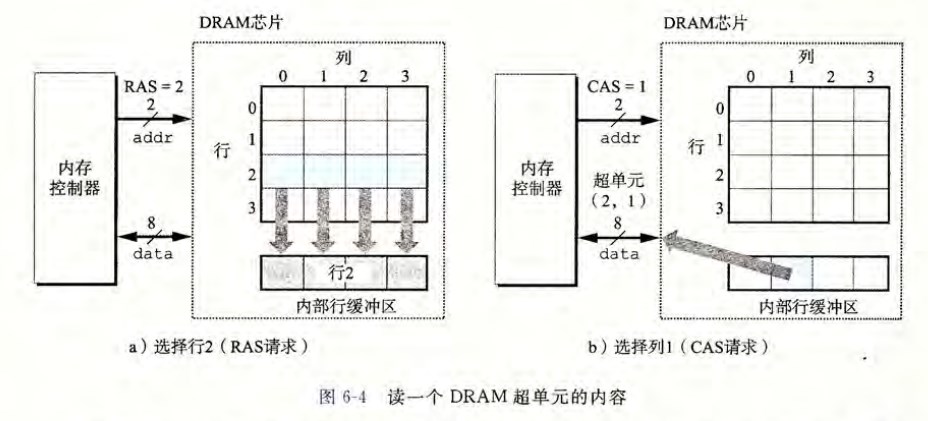 DRAM芯片
列
0 1 2 3
RAS = 2
2
addr
行
0
1
2
3
内存
控制器
8
data
行2
内部行缓冲区
a）选择行2（RAS请求）
DRAM芯片
列
0 1 2 3
CAS = 1
2
addr
行
0
1
2
3
内存
控制器
超单元
（2，1）
8
data
内部行缓冲区
b）选择列1（CAS请求）
图 6-4 读一个 DRAM 超单元的内容